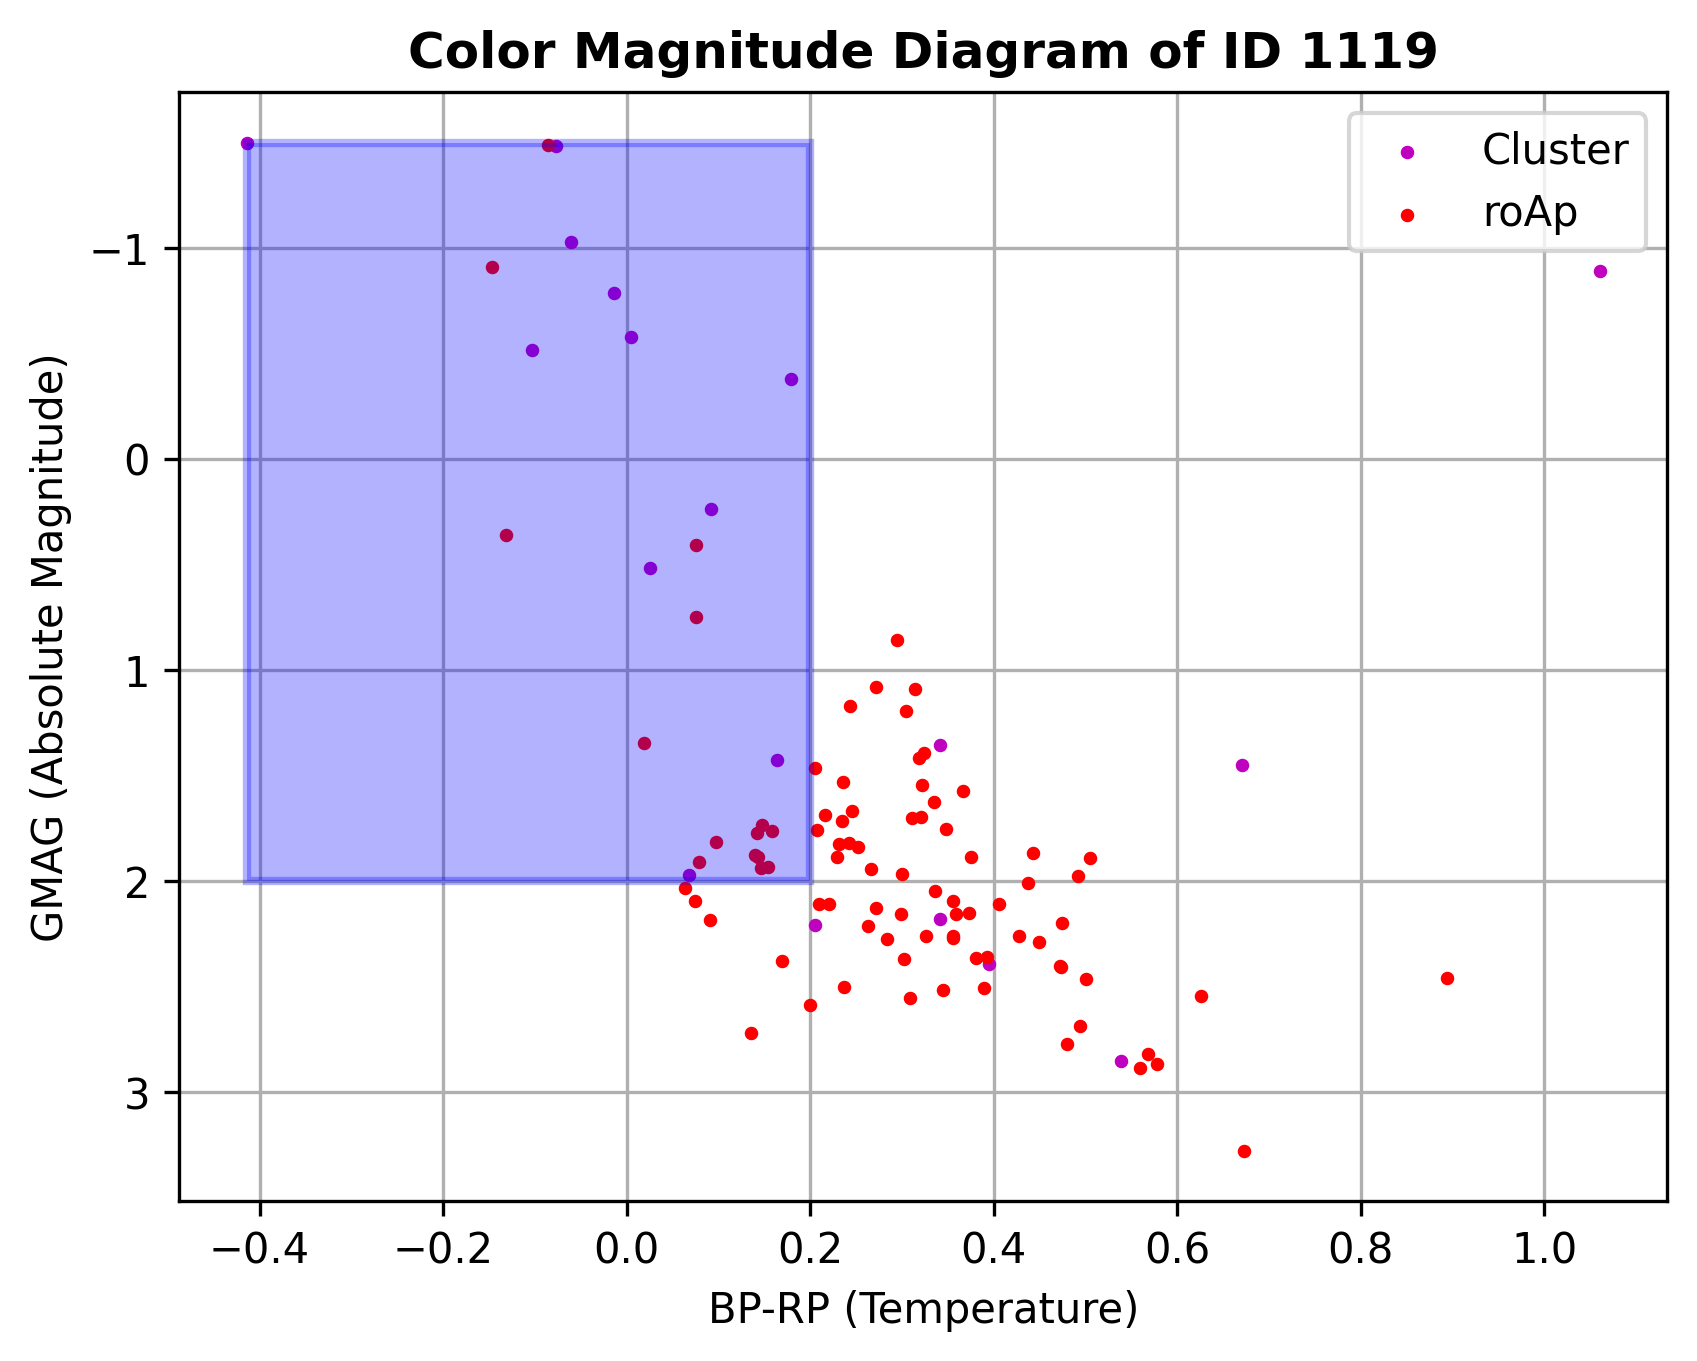 Color Magnitude Diagram of ID 1119
Cluster
roAp
GMAG (Absolute Magnitude)
−1
0
1
2
3
−0.4 −0.2 0.0 0.2 0.4 0.6 0.8 1.0
BP-RP (Temperature)